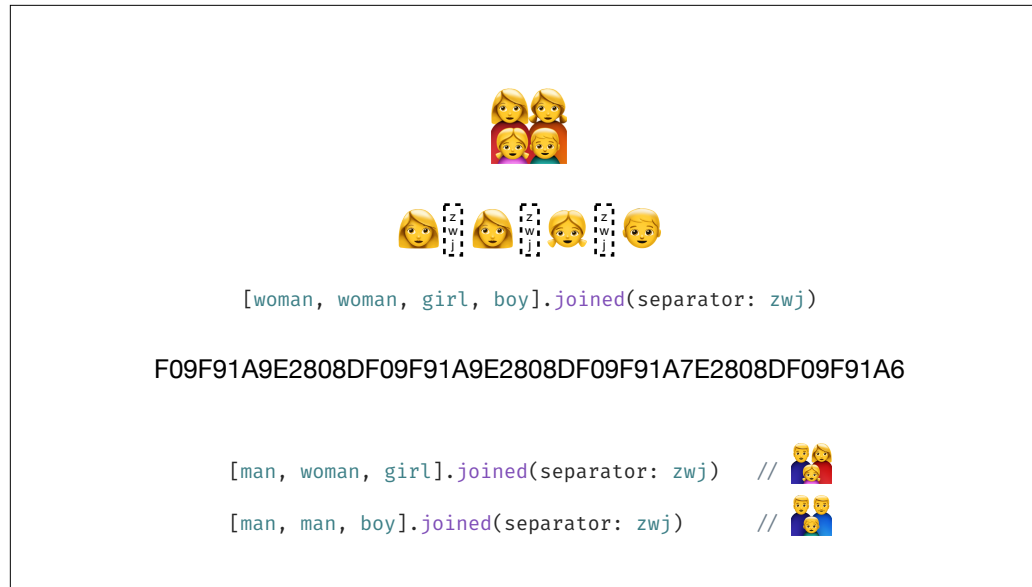 👩‍👩‍👧‍👦
👩 zwj 👩 zwj 👧 zwj 👦
[woman, woman, girl, boy].joined(separator: zwj)
F09F91A9E2808DF09F91A9E2808DF09F91A7E2808DF09F91A6
[man, woman, girl].joined(separator: zwj) // 👨‍👩‍👧
[man, man, boy].joined(separator: zwj) // 👨‍👨‍👦